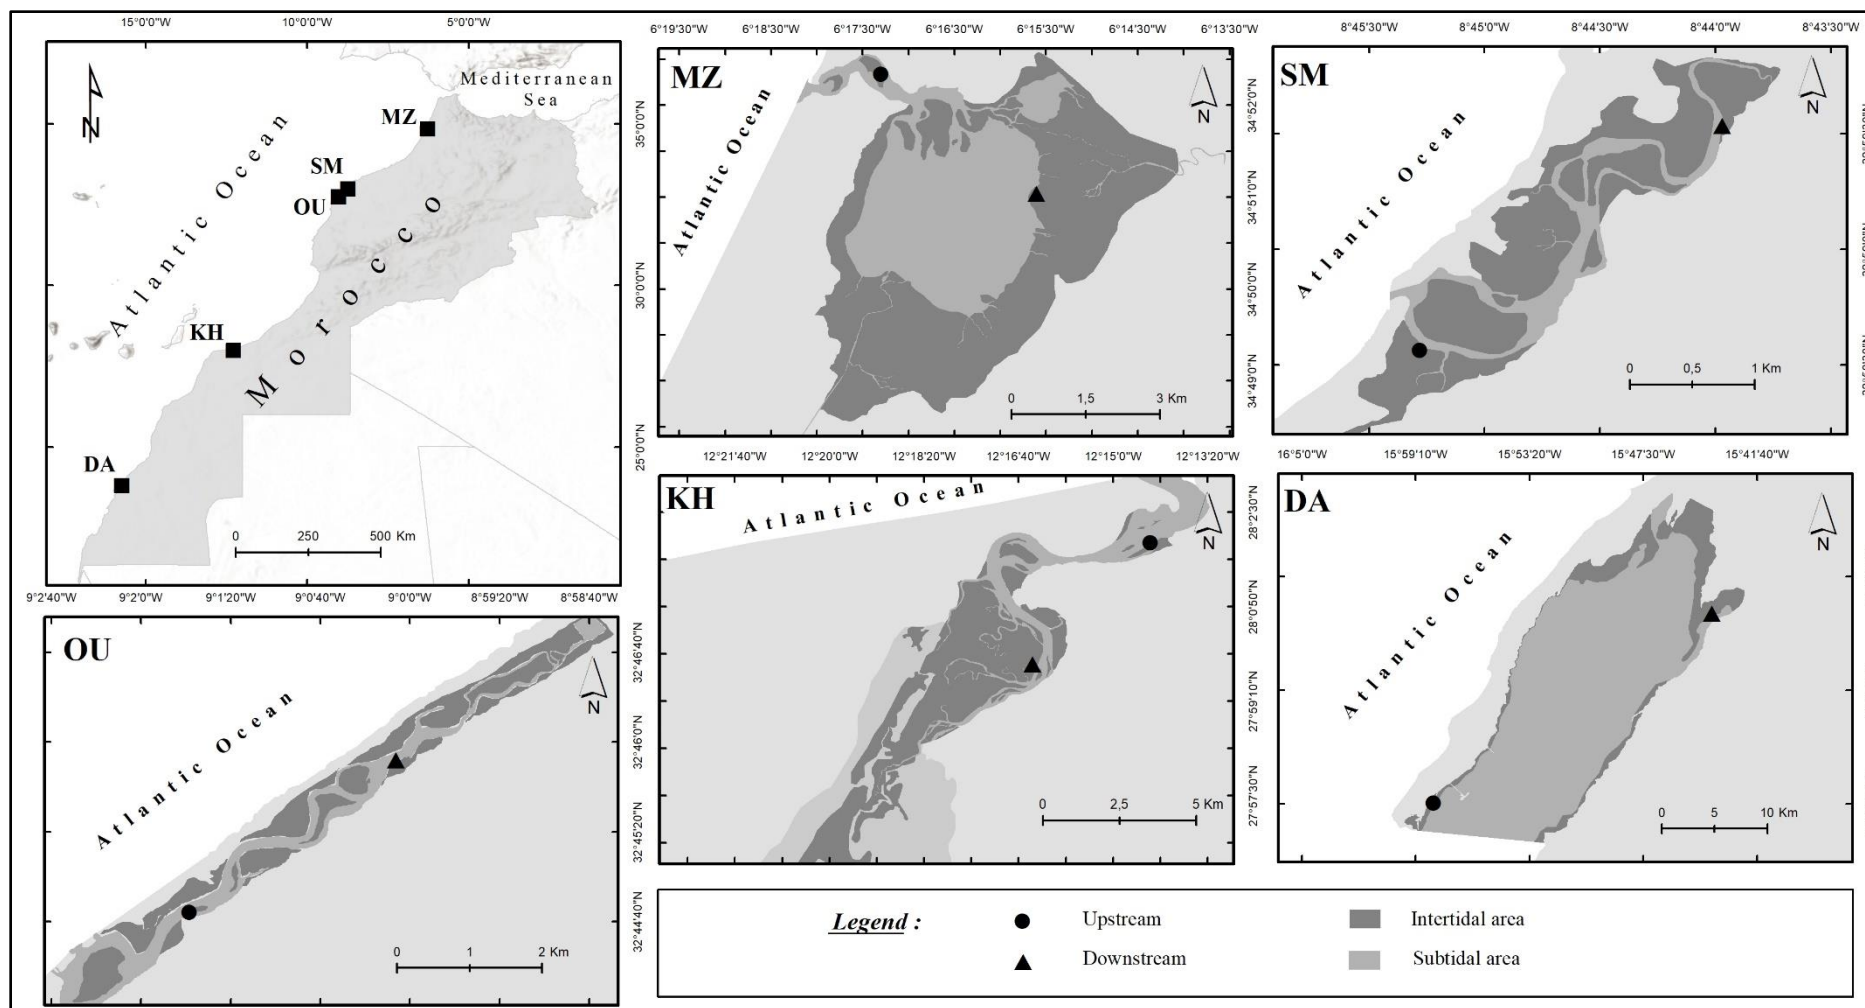 15°0'0"W
10°0'0"W
5°0'0"W
Mediterranean
Sea
N
Atlantic Ocean
Morocco
MZ
SM
OU
KH
DA
0 250 500 Km
35°0'0"N
30°0'0"N
25°0'0"N
6°19'30"W
6°18'30"W
6°17'30"W
6°16'30"W
6°15'30"W
6°14'30"W
6°13'30"W
MZ
Atlantic Ocean
N
0 1,5 3 Km
34°52'0"N
34°51'0"N
34°50'0"N
34°49'0"N
8°45'30"W
8°45'0"W
8°44'30"W
8°44'0"W
8°43'30"W
SM
Atlantic Ocean
N
0 0,5 1 Km
9°2'40"W
9°2'0"W
9°1'20"W
9°0'40"W
9°0'0"W
8°59'20"W
8°58'40"W
OU
Atlantic Ocean
N
0 1 2 Km
32°46'40"N
32°46'0"N
32°45'20"N
32°44'40"N
12°21'40"W
12°20'0"W
12°18'20"W
12°16'40"W
12°15'0"W
12°13'20"W
KH
Atlantic Ocean
N
0 2,5 5 Km
28°2'30"N
28°0'50"N
27°59'10"N
27°57'30"N
16°5'0"W
15°59'10"W
15°53'20"W
15°47'30"W
15°41'40"W
DA
Atlantic Ocean
N
0 5 10 Km
Legend :
Upstream
Intertidal area
Downstream
Subtidal area